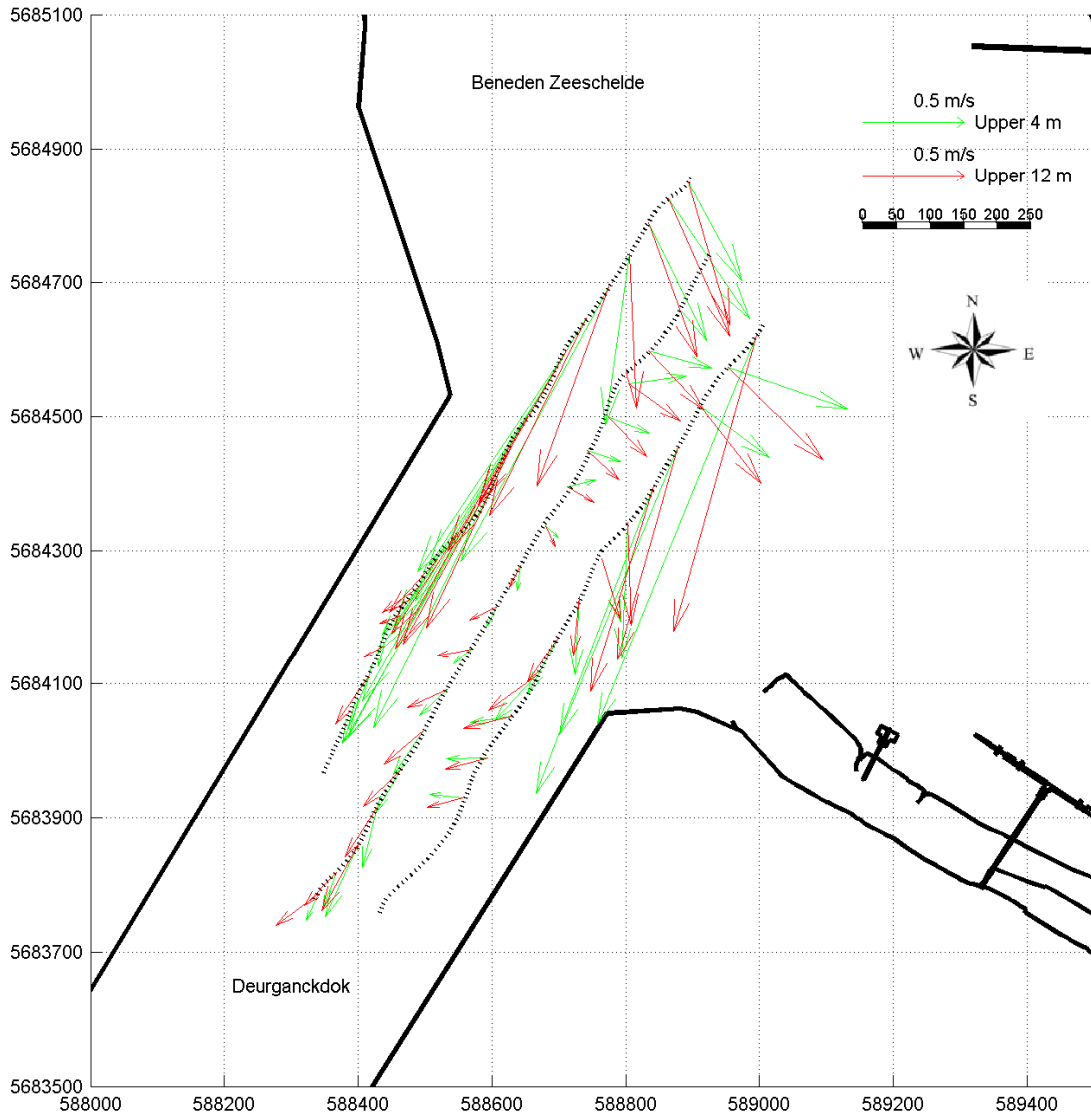 5685100
Beneden Zeeschelde
0.5 m/s
Upper 4 m
5684900
0.5 m/s
Upper 12 m
0 50 100 150 200 250
5684700
N
W E
S
5684500
5684300
5684100
5683900
5683700
Deurganckdok
5683500
588000 588200 588400 588600 588800 589000 589200 589400